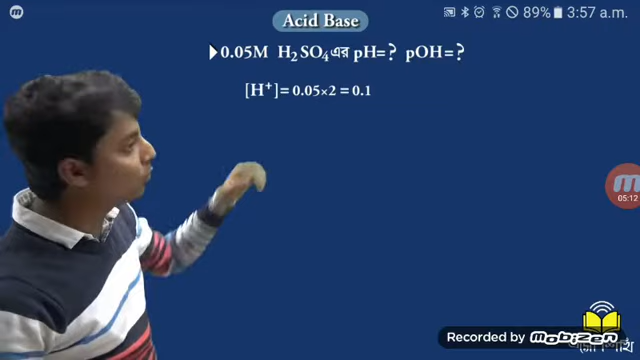 89% 3:57 a.m.
Acid Base
0.05M H₂SO₄এর pH=? pOH=?
[H⁺]= 0.05×2 = 0.1
05:12
Recorded by Mobizen